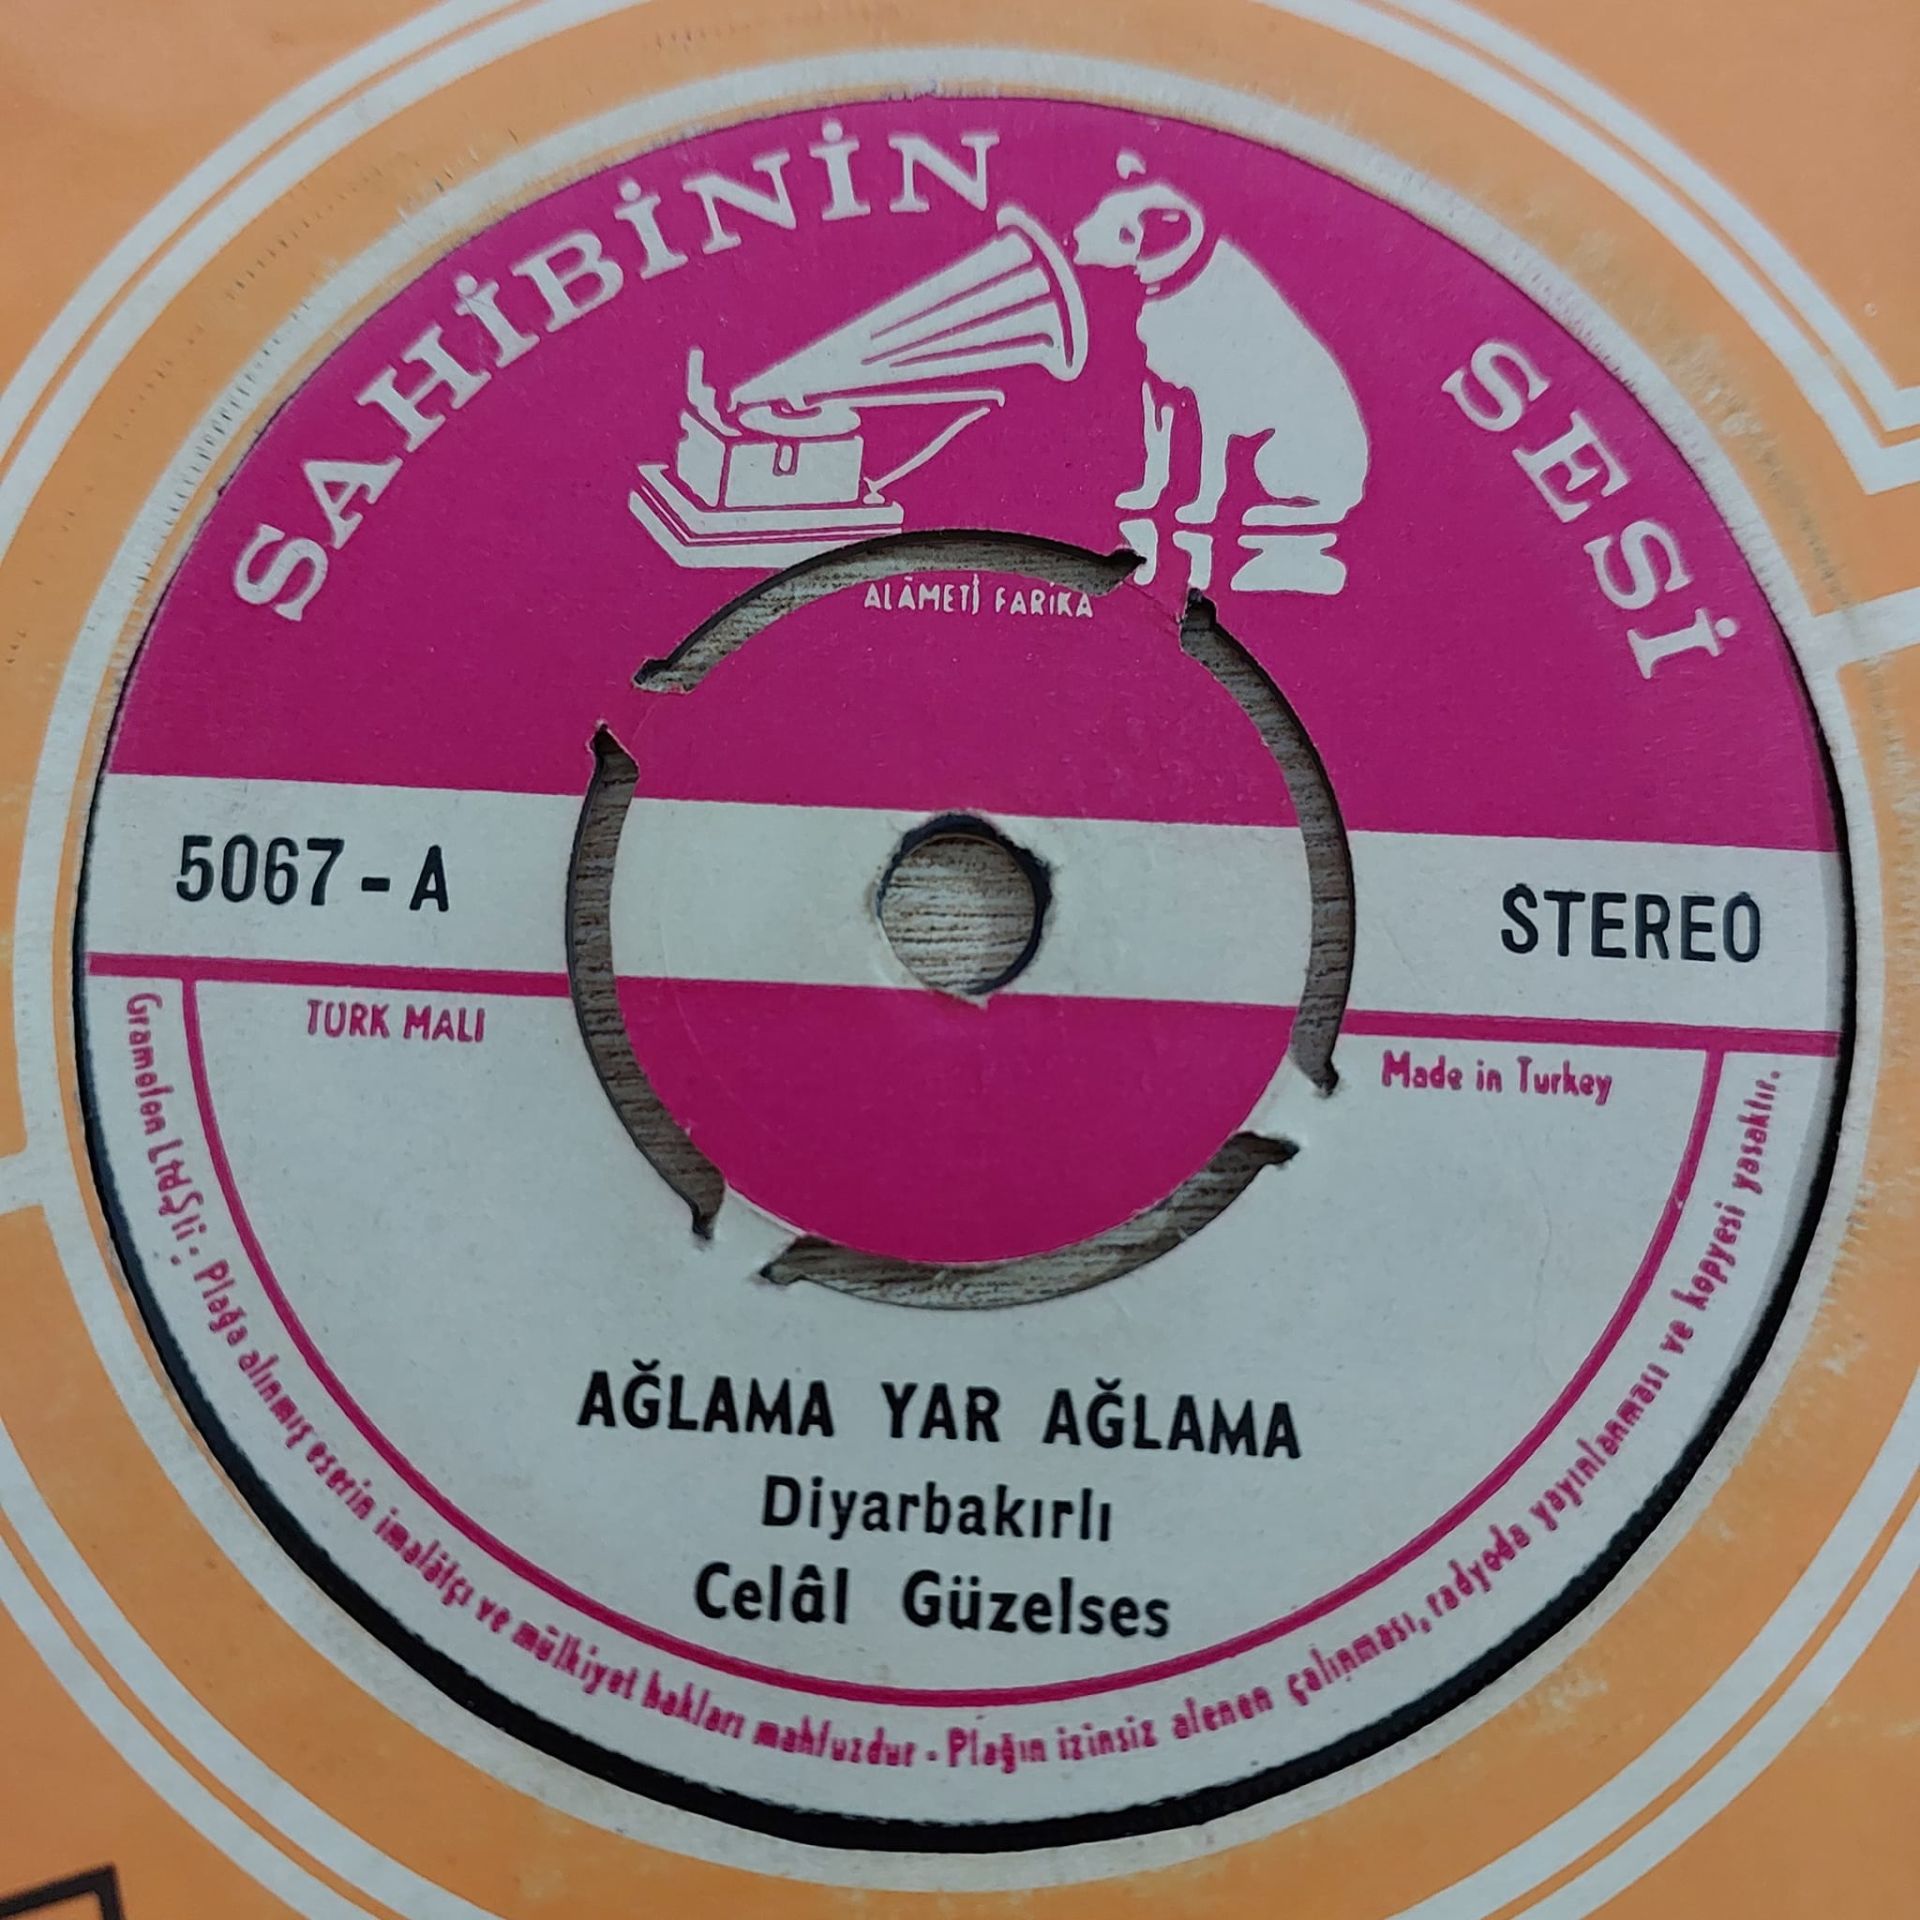 SAHİBİNİN SESİ
ALÂMETİ FARİKA
5067 - A
STEREO
TÜRK MALI
Made in Turkey
AĞLAMA YAR AĞLAMA
Diyarbakırlı
Celâl Güzelses
Gramofon Ltd Şti. - Plağa alınmış eserin imalâtçı ve mülkiyet hakları mahfuzdur - Plağın izinsiz alenen çalınması, radyoda yayınlanması ve kopyesi yasaktır.